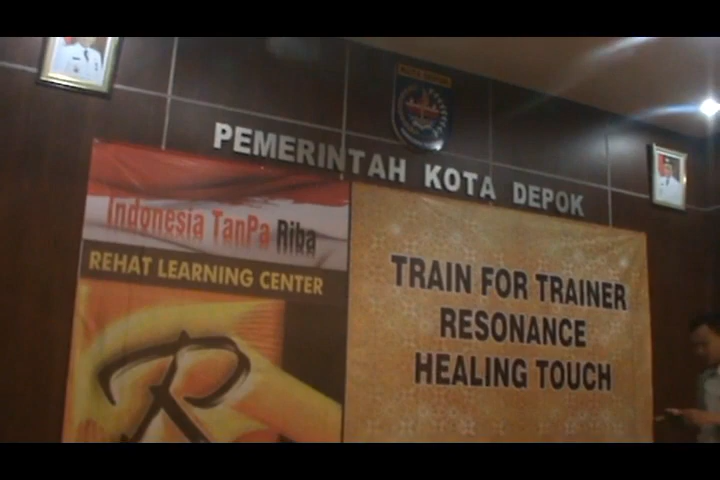 PEMERINTAH KOTA DEPOK
Indonesia TanPa Riba
REHAT LEARNING CENTER
R
TRAIN FOR TRAINER
RESONANCE
HEALING TOUCH